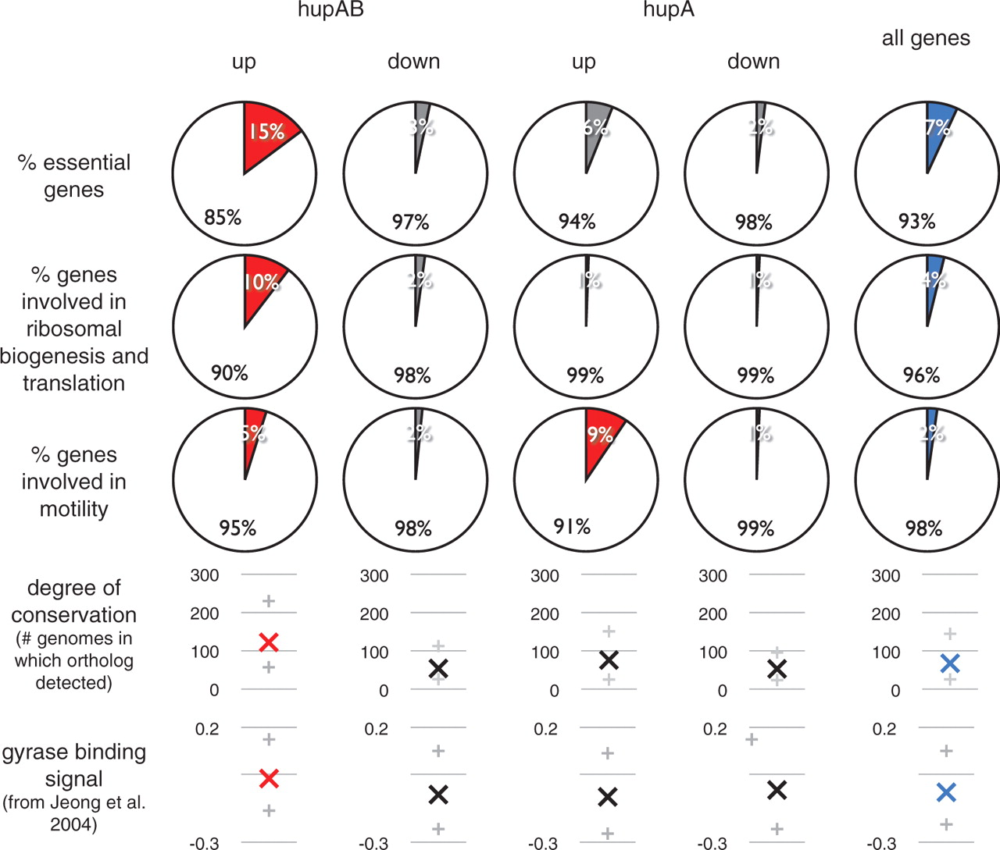 hupAB hupA
all genes
up down up down
% essential
genes
15% 3% 6% 2% 7%
85% 97% 94% 98% 93%
% genes
involved in
ribosomal
biogenesis and
translation
10% 2% 1% 1% 4%
90% 98% 99% 99% 96%
% genes
involved in
motility
5% 2% 9% 1% 2%
95% 98% 91% 99% 98%
degree of
conservation
(# genomes in
which ortholog
detected)
300 300 300 300 300
200 200 200 200 200
100 100 100 100 100
0 0 0 0 0
gyrase binding
signal
(from Jeong et al.
2004)
0.2 0.2 0.2 0.2 0.2
-0.3 -0.3 -0.3 -0.3 -0.3